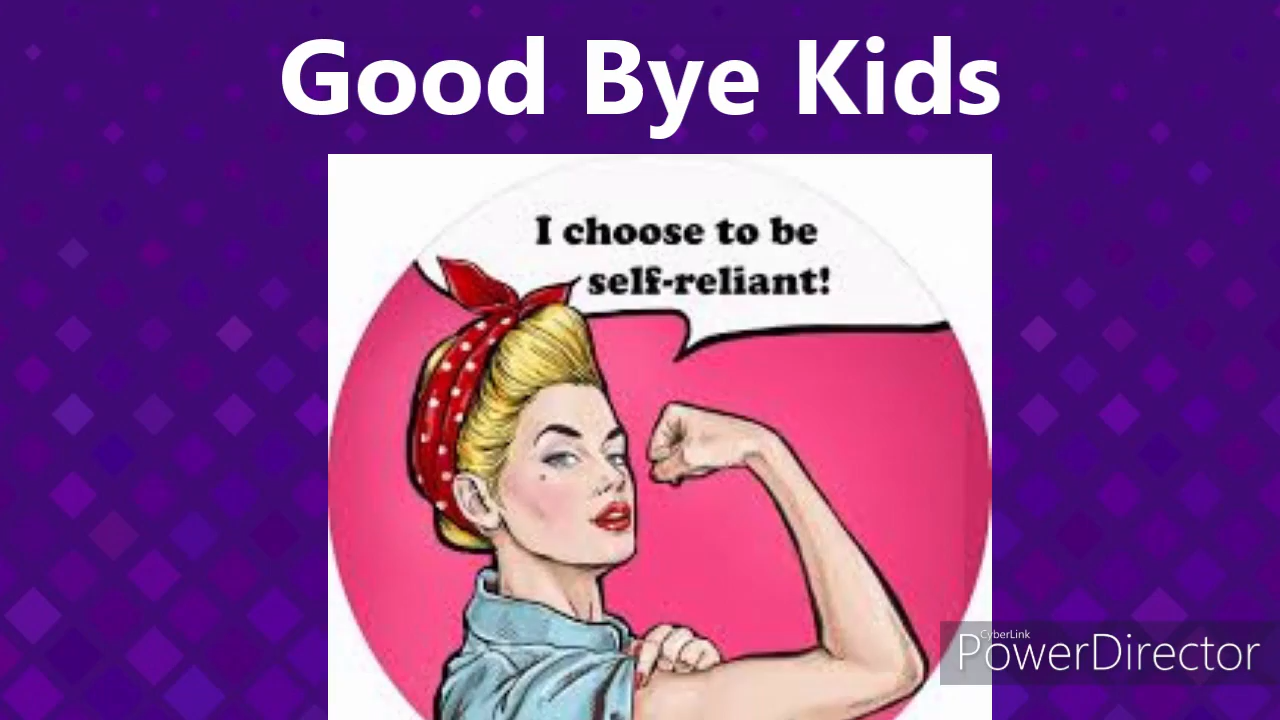 Good Bye Kids
I choose to be
self-reliant!
CyberLink
PowerDirector